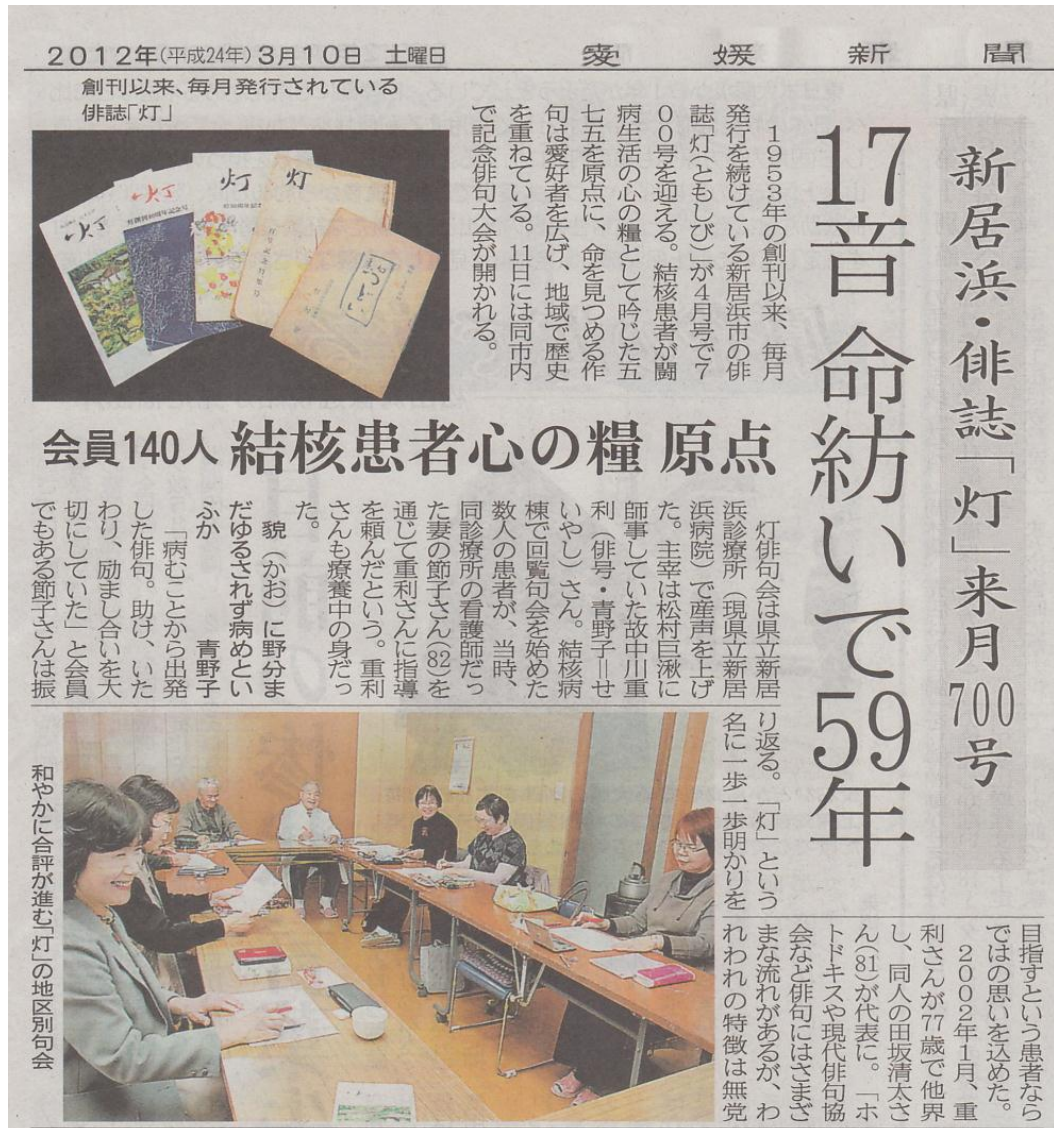 2012年(平成24年)3月10日 土曜日 愛媛新聞
新居浜・俳誌「灯」来月700号
17音 命紡いで59年
創刊以来、毎月発行されている
俳誌「灯」
灯
灯
灯
灯
1953年の創刊以来、毎月
発行を続けている新居浜市の俳
誌「灯(ともしび)」が4月号で7
00号を迎える。結核患者が闘
病生活の心の糧として吟じた五
七五を原点に、命を見つめる作
句は愛好者を広げ、地域で歴史
を重ねている。11日には同市内
で記念俳句大会が開かれる。
会員140人 結核患者心の糧 原点
灯俳句会は県立新居
浜診療所(現県立新居
浜病院)で産声を上げ
た。主宰は松村巨湫に
師事していた故中川重
利(俳号・青野子=せ
いやし)さん。結核病
棟で回覧句会を始めた
数人の患者が、当時、
同診療所の看護師だっ
た妻の節子さん(82)を
通じて重利さんに指導
を頼んだという。重利
さんも療養中の身だっ
た。
貌(かお)に野分ま
だゆるされず病めとい
ふか 青野子
「病むことから出発
した俳句。助け、いた
わり、励まし合いを大
切にしていた」と会員
でもある節子さんは振
り返る。「灯」という
名に一歩一歩明かりを
目指すという患者なら
ではの思いを込めた。
2002年1月、重
利さんが77歳で他界
し、同人の田坂清太さ
ん(81)が代表に。「ホ
トトギスや現代俳句協
会など俳句にはさまざ
まな流れがあるが、わ
れわれの特徴は無党
和やかに合評が進む「灯」の地区別句会